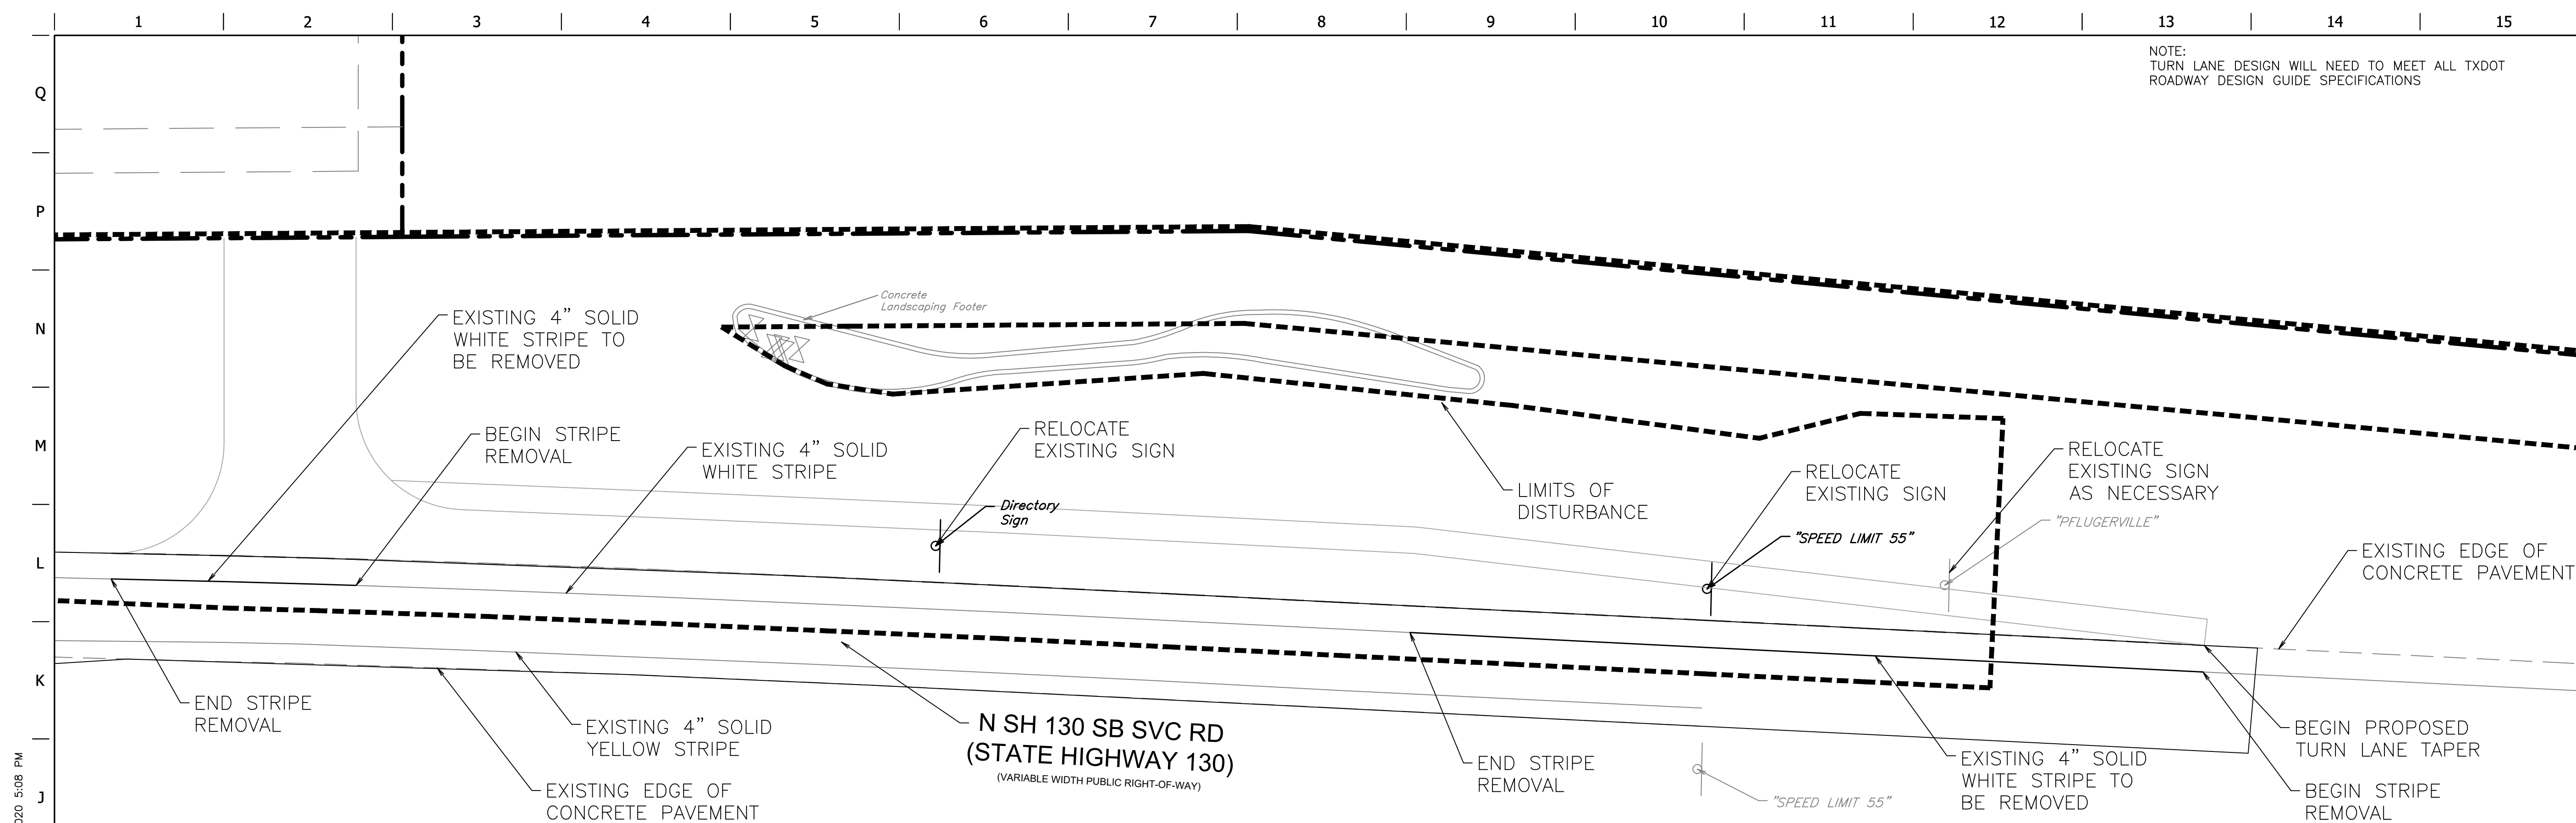 1 2 3 4 5 6 7 8 9 10 11 12 13 14 15
NOTE:
TURN LANE DESIGN WILL NEED TO MEET ALL TXDOT
ROADWAY DESIGN GUIDE SPECIFICATIONS
Q
P
N
M
L
K
J
Concrete
Landscaping Footer
EXISTING 4” SOLID
WHITE STRIPE TO
BE REMOVED
BEGIN STRIPE
REMOVAL
EXISTING 4” SOLID
WHITE STRIPE
RELOCATE
EXISTING SIGN
Directory
Sign
LIMITS OF
DISTURBANCE
RELOCATE
EXISTING SIGN
"SPEED LIMIT 55"
RELOCATE
EXISTING SIGN
AS NECESSARY
"PFLUGERVILLE"
EXISTING EDGE OF
CONCRETE PAVEMENT
END STRIPE
REMOVAL
EXISTING 4” SOLID
YELLOW STRIPE
EXISTING EDGE OF
CONCRETE PAVEMENT
N SH 130 SB SVC RD
(STATE HIGHWAY 130)
(VARIABLE WIDTH PUBLIC RIGHT-OF-WAY)
END STRIPE
REMOVAL
"SPEED LIMIT 55"
EXISTING 4” SOLID
WHITE STRIPE TO
BE REMOVED
BEGIN PROPOSED
TURN LANE TAPER
BEGIN STRIPE
REMOVAL
020 5:08 PM